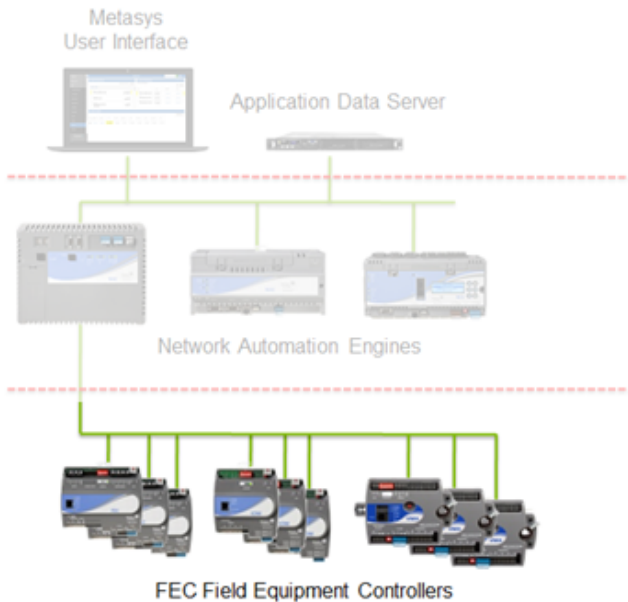 Metasys
User Interface
Application Data Server
Network Automation Engines
FEC Field Equipment Controllers